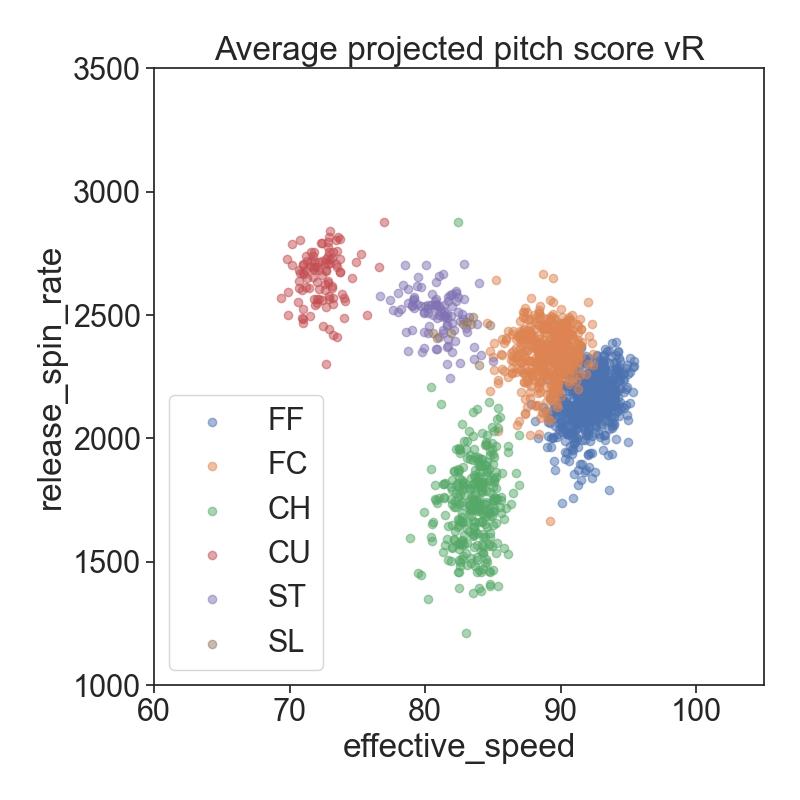 Average projected pitch score vR
3500
3000
2500
2000
1500
1000
release_spin_rate
FF
FC
CH
CU
ST
SL
60
70
80
90
100
effective_speed